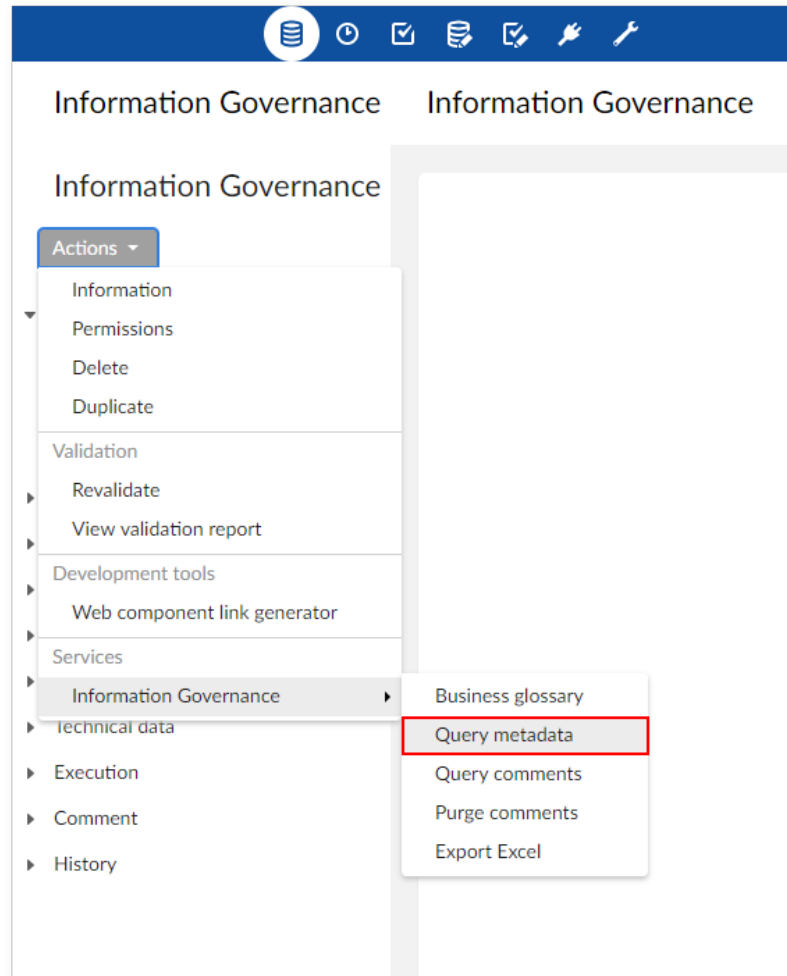 Information Governance
Information Governance
Information Governance
Actions
Information
Permissions
Delete
Duplicate
Validation
Revalidate
View validation report
Development tools
Web component link generator
Services
Information Governance
Business glossary
Technical data
Query metadata
Execution
Query comments
Comment
Purge comments
History
Export Excel